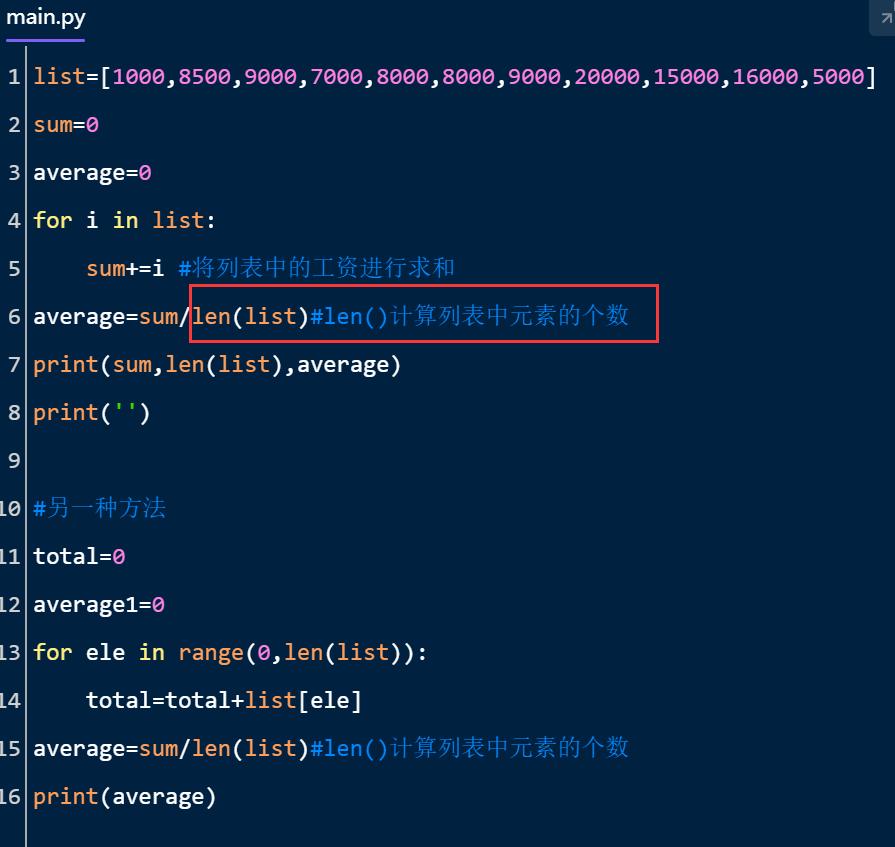 main.py
1 list=[1000,8500,9000,7000,8000,8000,9000,20000,15000,16000,5000]
2 sum=0
3 average=0
4 for i in list:
5     sum+=i #将列表中的工资进行求和
6 average=sum/len(list)#len()计算列表中元素的个数
7 print(sum,len(list),average)
8 print('')
9
10 #另一种方法
11 total=0
12 average1=0
13 for ele in range(0,len(list)):
14     total=total+list[ele]
15 average=sum/len(list)#len()计算列表中元素的个数
16 print(average)